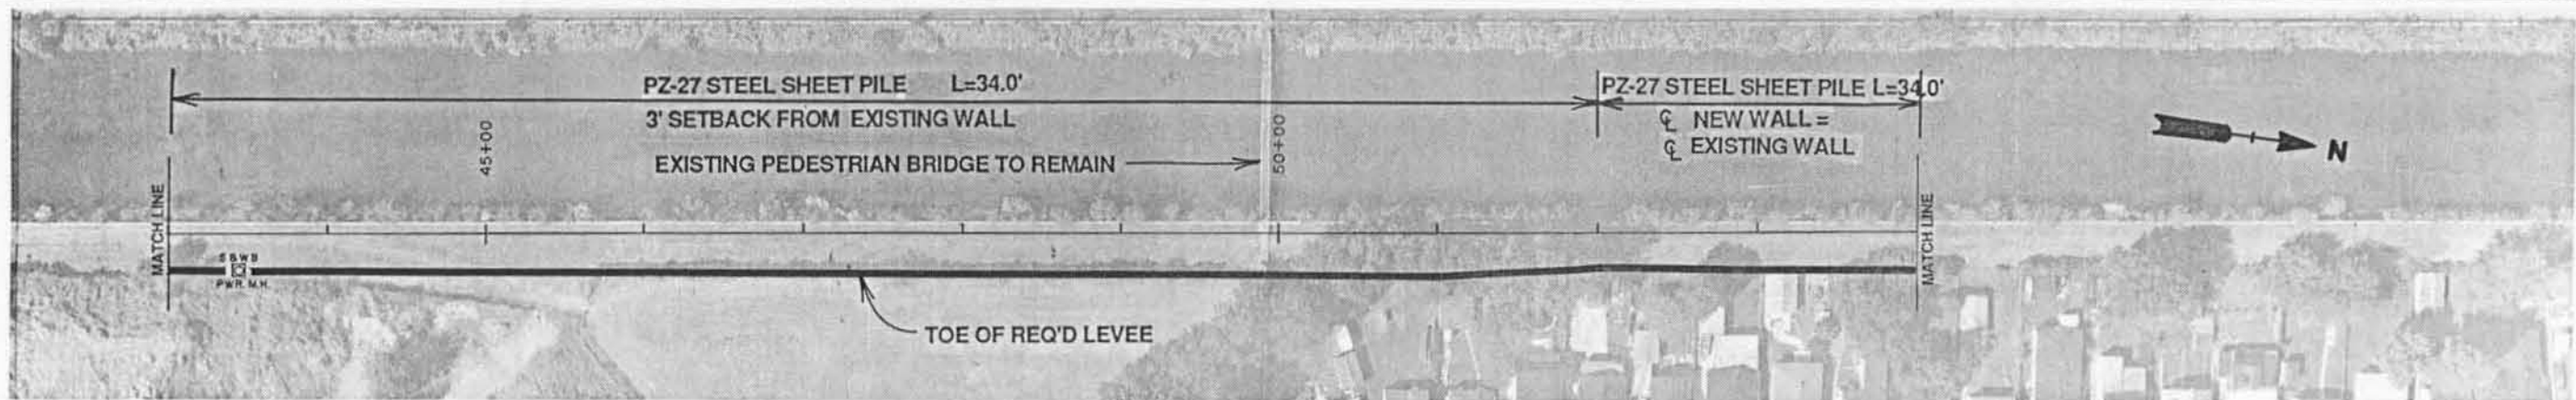 PZ-27 STEEL SHEET PILE L=34.0'
3' SETBACK FROM EXISTING WALL
EXISTING PEDESTRIAN BRIDGE TO REMAIN
PZ-27 STEEL SHEET PILE L=34.0'
℄ NEW WALL =
℄ EXISTING WALL
N
45+00
50+00
MATCH LINE
MATCH LINE
S&WB
PWR. M.H.
TOE OF REQ'D LEVEE